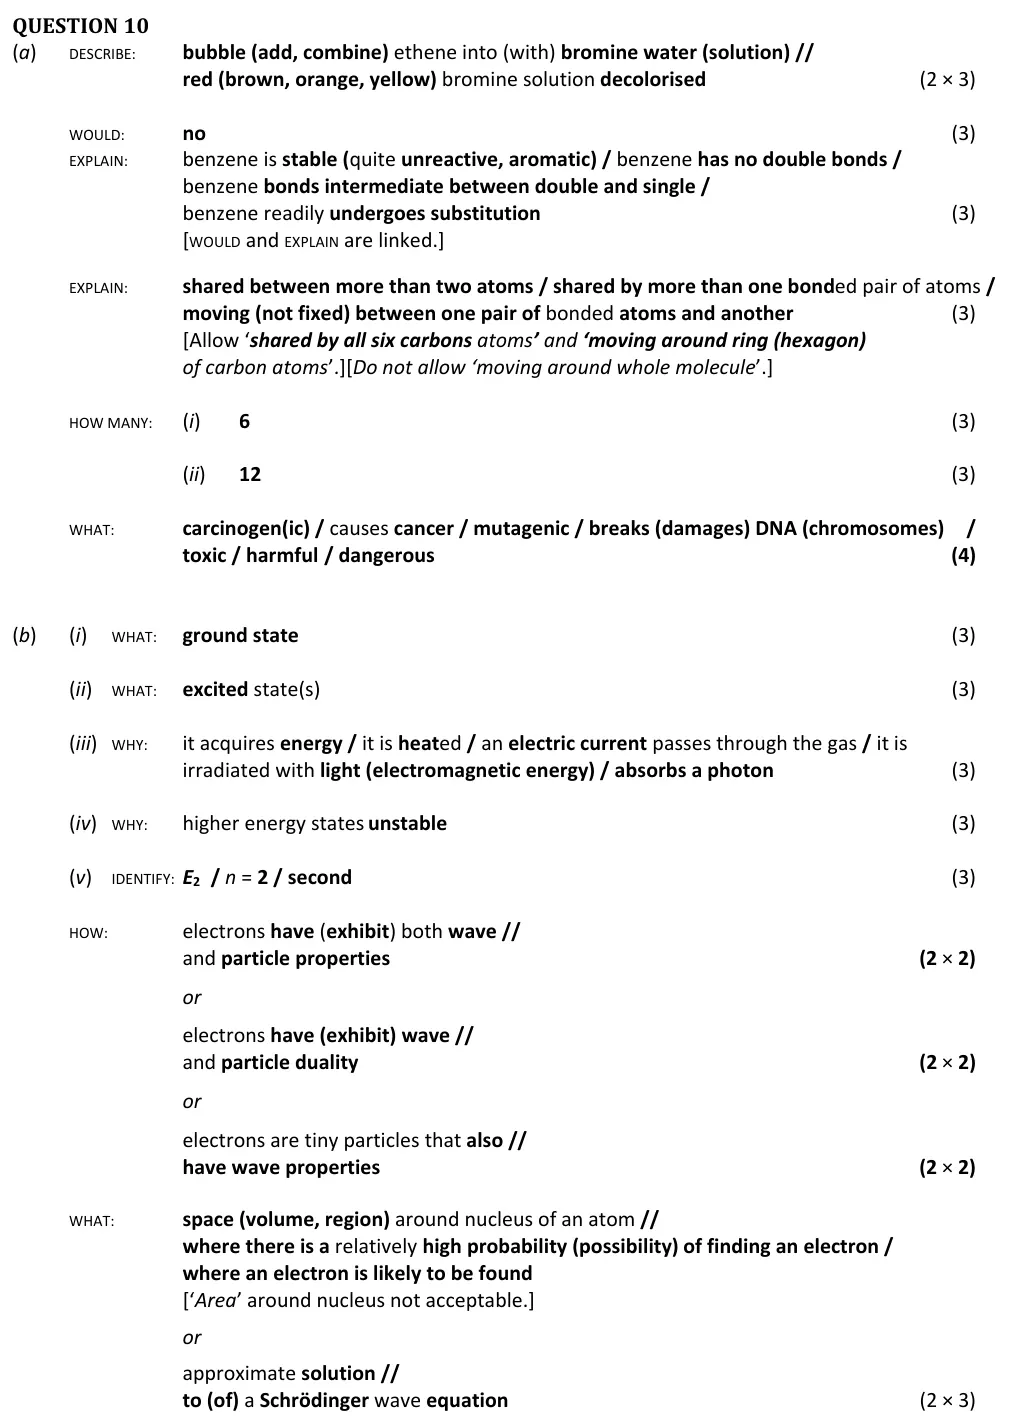 QUESTION 10
(a) DESCRIBE: bubble (add, combine) ethene into (with) bromine water (solution) //
red (brown, orange, yellow) bromine solution decolorised (2 × 3)
WOULD: no (3)
EXPLAIN: benzene is stable (quite unreactive, aromatic) / benzene has no double bonds /
benzene bonds intermediate between double and single /
benzene readily undergoes substitution (3)
[WOULD and EXPLAIN are linked.]
EXPLAIN: shared between more than two atoms / shared by more than one bonded pair of atoms /
moving (not fixed) between one pair of bonded atoms and another (3)
[Allow ‘shared by all six carbons atoms’ and ‘moving around ring (hexagon)
of carbon atoms’.][Do not allow ‘moving around whole molecule’.]
HOW MANY: (i) 6 (3)
(ii) 12 (3)
WHAT: carcinogen(ic) / causes cancer / mutagenic / breaks (damages) DNA (chromosomes) /
toxic / harmful / dangerous (4)
(b) (i) WHAT: ground state (3)
(ii) WHAT: excited state(s) (3)
(iii) WHY: it acquires energy / it is heated / an electric current passes through the gas / it is
irradiated with light (electromagnetic energy) / absorbs a photon (3)
(iv) WHY: higher energy states unstable (3)
(v) IDENTIFY: E₂ / n = 2 / second (3)
HOW: electrons have (exhibit) both wave //
and particle properties (2 × 2)
or
electrons have (exhibit) wave //
and particle duality (2 × 2)
or
electrons are tiny particles that also //
have wave properties (2 × 2)
WHAT: space (volume, region) around nucleus of an atom //
where there is a relatively high probability (possibility) of finding an electron /
where an electron is likely to be found
[‘Area’ around nucleus not acceptable.]
or
approximate solution //
to (of) a Schrödinger wave equation (2 × 3)